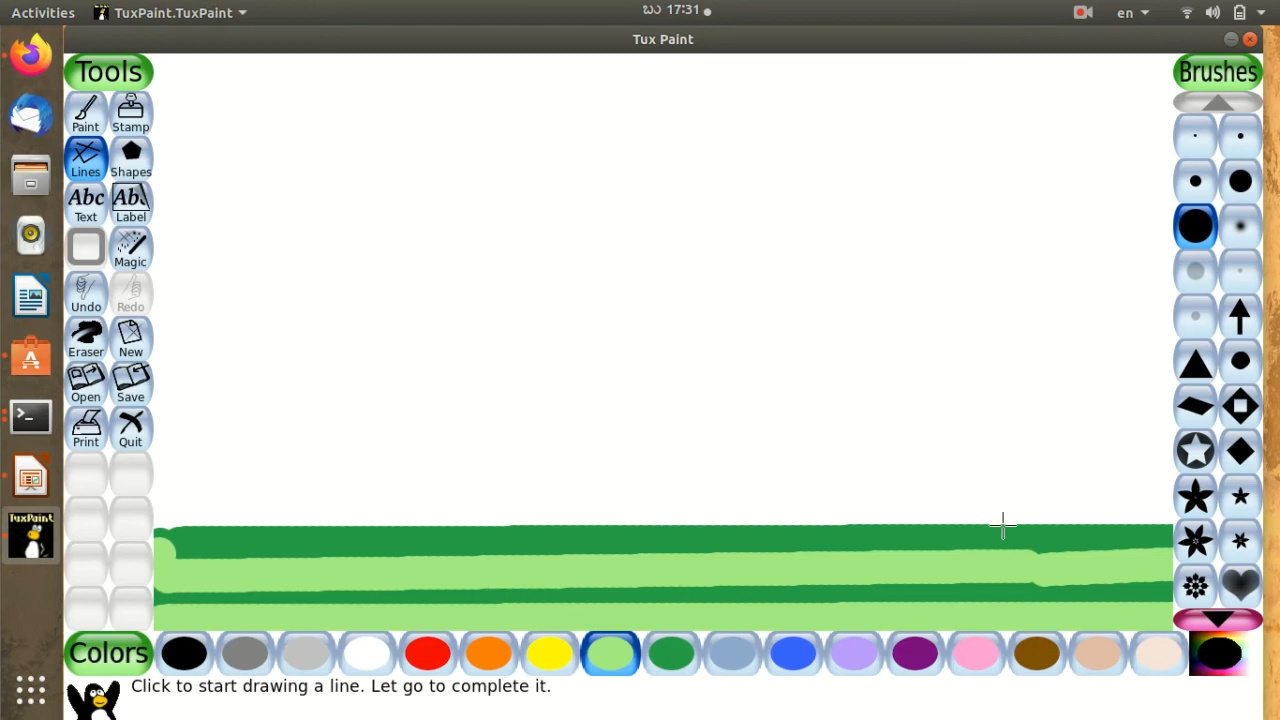 Activities
TuxPaint.TuxPaint
ඞා 17:31
en
Tux Paint
Tools
Brushes
Paint
Stamp
Lines
Shapes
Abc
Text
Abc
Label
Magic
Undo
Redo
Eraser
New
Open
Save
Print
Quit
TuxPaint
Colors
Click to start drawing a line. Let go to complete it.